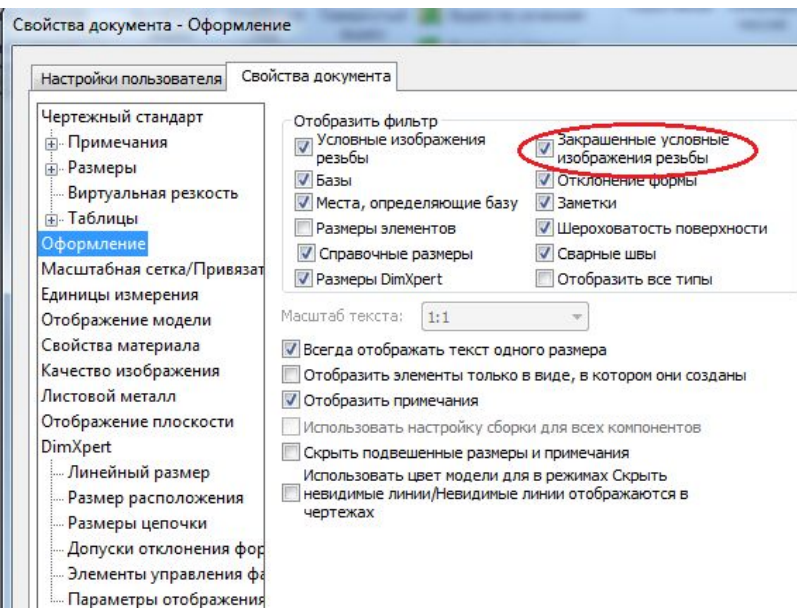 Свойства документа - Оформление
Настройки пользователя
Свойства документа
Чертежный стандарт
Примечания
Размеры
Виртуальная резкость
Таблицы
Оформление
Масштабная сетка/Привязат
Единицы измерения
Отображение модели
Свойства материала
Качество изображения
Листовой металл
Отображение плоскости
DimXpert
Линейный размер
Размер расположения
Размеры цепочки
Допуски отклонения фор
Элементы управления фа
Параметры отображения
Отобразить фильтр
Условные изображения
резьбы
Закрашенные условные
изображения резьбы
Базы
Отклонение формы
Места, определяющие базу
Заметки
Размеры элементов
Шероховатость поверхности
Справочные размеры
Сварные швы
Размеры DimXpert
Отобразить все типы
Масштаб текста:
1:1
Всегда отображать текст одного размера
Отобразить элементы только в виде, в котором они созданы
Отобразить примечания
Использовать настройку сборки для всех компонентов
Скрыть подвешенные размеры и примечания
Использовать цвет модели для в режимах Скрыть
невидимые линии/Невидимые линии отображаются в
чертежах